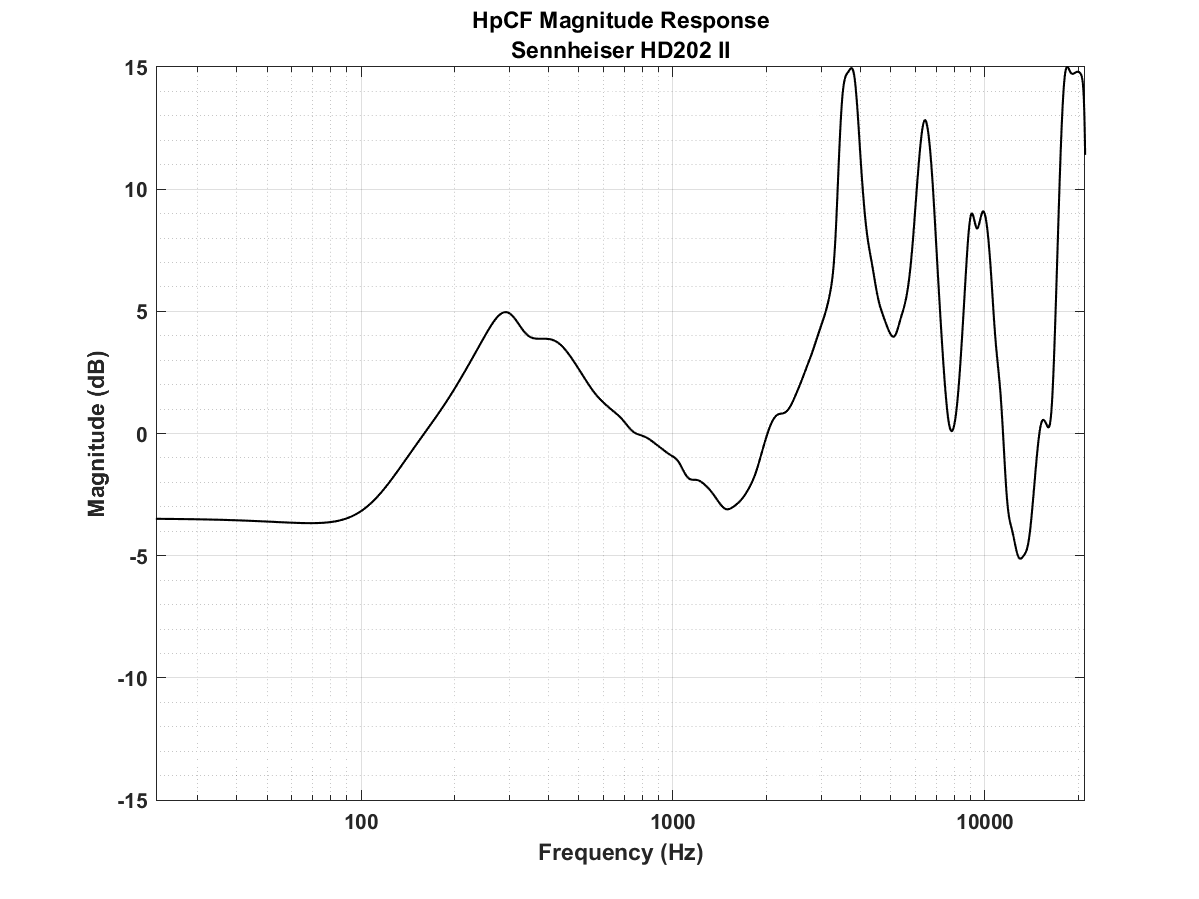 HpCF Magnitude Response
Sennheiser HD202 II
15
10
5
0
-5
-10
-15
Magnitude (dB)
100
1000
10000
Frequency (Hz)